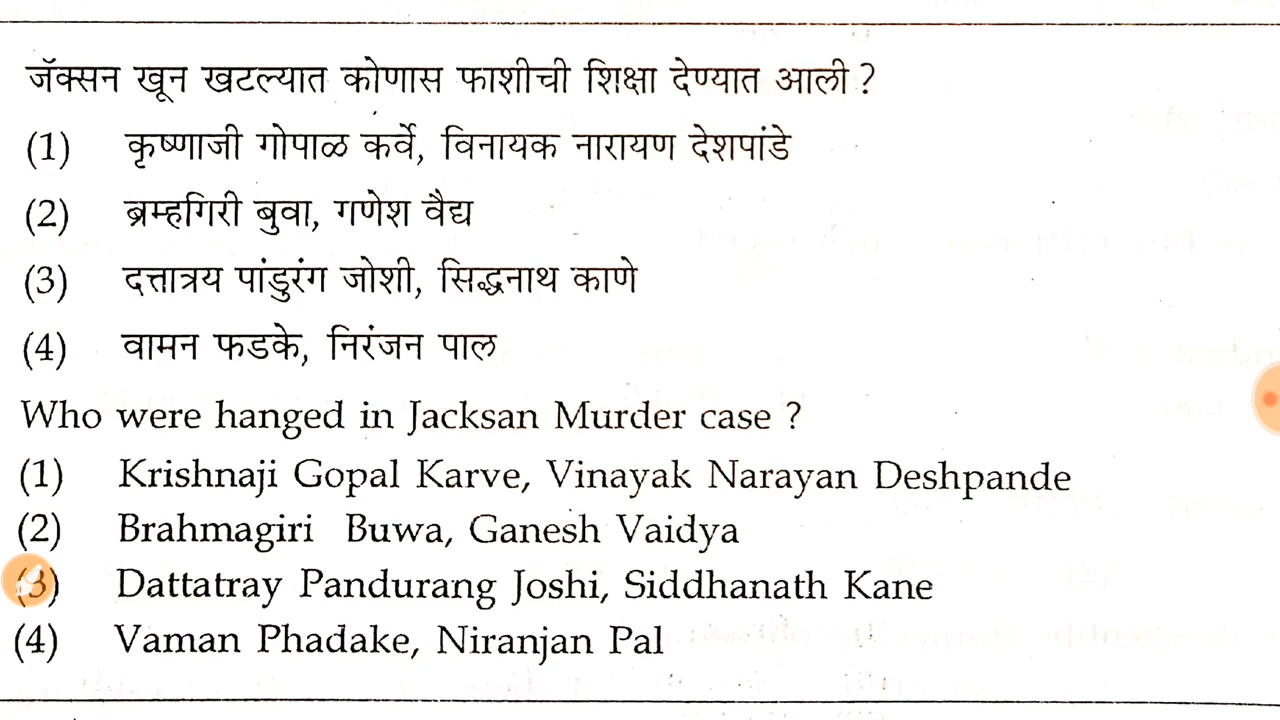 जॅक्सन खून खटल्यात कोणास फाशीची शिक्षा देण्यात आली ?
(1) कृष्णाजी गोपाळ कर्वे, विनायक नारायण देशपांडे
(2) ब्रम्हगिरी बुवा, गणेश वैद्य
(3) दत्तात्रय पांडुरंग जोशी, सिद्धनाथ काणे
(4) वामन फडके, निरंजन पाल
Who were hanged in Jacksan Murder case ?
(1) Krishnaji Gopal Karve, Vinayak Narayan Deshpande
(2) Brahmagiri Buwa, Ganesh Vaidya
(3) Dattatray Pandurang Joshi, Siddhanath Kane
(4) Vaman Phadake, Niranjan Pal